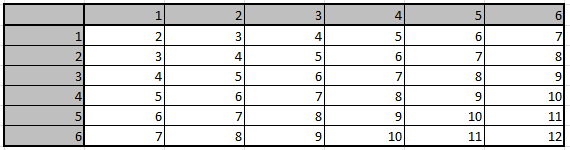 1 2 3 4 5 6
1 2 3 4 5 6 7
2 3 4 5 6 7 8
3 4 5 6 7 8 9
4 5 6 7 8 9 10
5 6 7 8 9 10 11
6 7 8 9 10 11 12